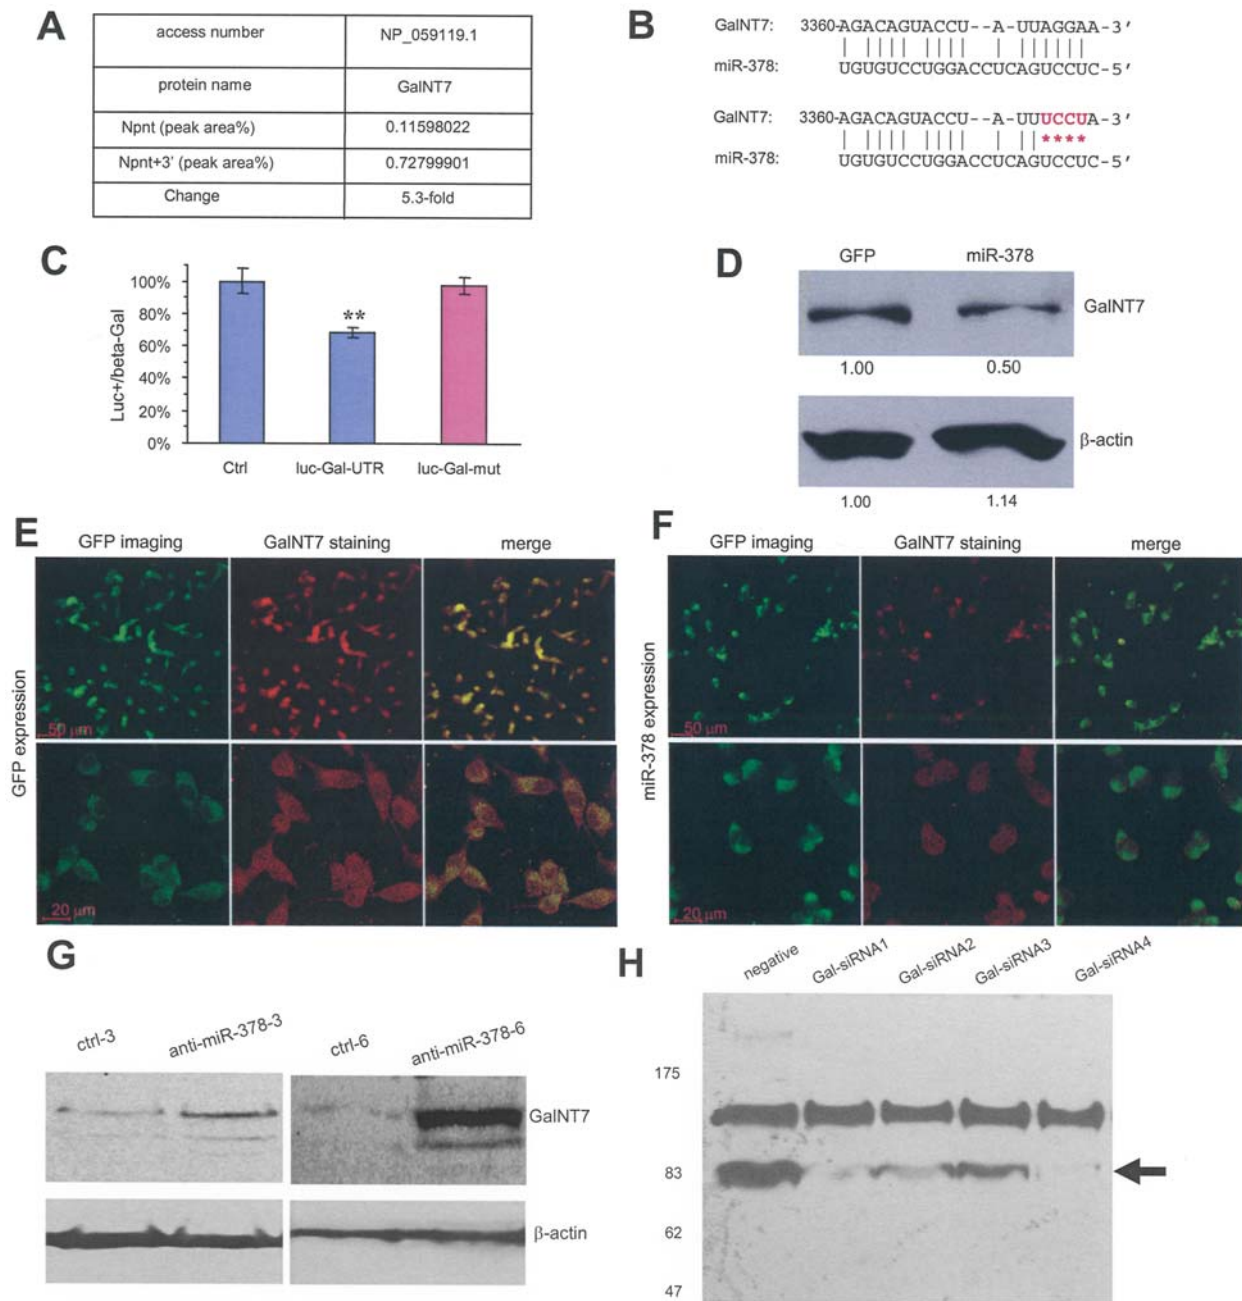 A
access number NP_059119.1
protein name GalNT7
Npnt (peak area%) 0.11598022
Npnt+3' (peak area%) 0.72799901
Change 5.3-fold
B
GalNT7: 3360-AGACAGUACCU--A-UUAGGAA-3'
miR-378: UGUGUCCUGGACCUCAGUCCUC-5'
GalNT7: 3360-AGACAGUACCU--A-UUUCCUA-3'
****
miR-378: UGUGUCCUGGACCUCAGUCCUC-5'
C
Luc+/beta-Gal
100%
80%
60%
40%
20%
0%
**
Ctrl luc-Gal-UTR luc-Gal-mut
D
GFP miR-378
GalNT7
1.00 0.50
β-actin
1.00 1.14
E
GFP imaging GalNT7 staining merge
GFP expression
50 μm
20 μm
F
GFP imaging GalNT7 staining merge
miR-378 expression
50 μm
20 μm
G
ctrl-3 anti-miR-378-3 ctrl-6 anti-miR-378-6
GalNT7
β-actin
H
negative Gal-siRNA1 Gal-siRNA2 Gal-siRNA3 Gal-siRNA4
175
83
62
47